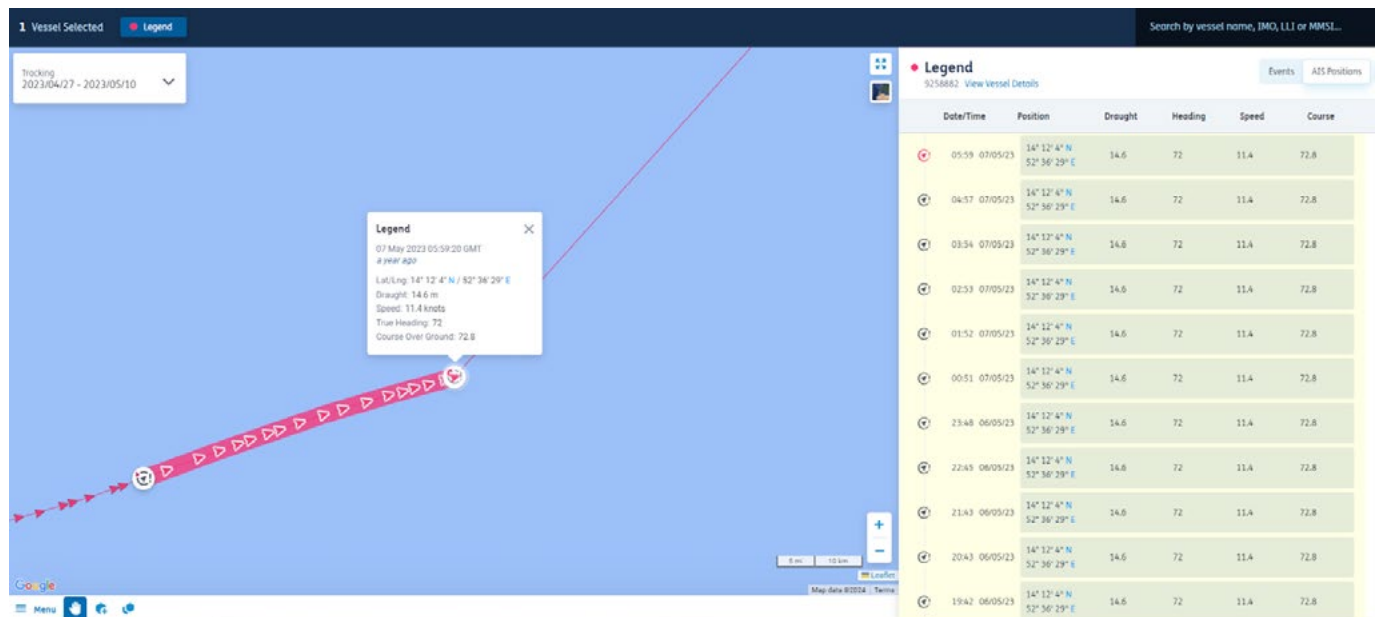 1 Vessel Selected
Legend
Search by vessel name, IMO, LLI or MMSI...
Tracking
2023/04/27 - 2023/05/10
Legend
07 May 2023 05:59:20 GMT
a year ago
Lat/Lng: 14° 12' 4" N / 52° 36' 29" E
Draught: 14.6 m
Speed: 11.4 knots
True Heading: 72
Course Over Ground: 72.8
5 mi 10 km
Leaflet
Map data ©2024 Terms
Google
Menu
Legend
9258882 View Vessel Details
Events AIS Positions
Date/Time Position Draught Heading Speed Course
05:59 07/05/23 14° 12' 4" N 14.6 72 11.4 72.8
52° 36' 29" E
04:57 07/05/23 14° 12' 4" N 14.6 72 11.4 72.8
52° 36' 29" E
03:54 07/05/23 14° 12' 4" N 14.6 72 11.4 72.8
52° 36' 29" E
02:53 07/05/23 14° 12' 4" N 14.6 72 11.4 72.8
52° 36' 29" E
01:52 07/05/23 14° 12' 4" N 14.6 72 11.4 72.8
52° 36' 29" E
00:51 07/05/23 14° 12' 4" N 14.6 72 11.4 72.8
52° 36' 29" E
23:48 06/05/23 14° 12' 4" N 14.6 72 11.4 72.8
52° 36' 29" E
22:45 06/05/23 14° 12' 4" N 14.6 72 11.4 72.8
52° 36' 29" E
21:43 06/05/23 14° 12' 4" N 14.6 72 11.4 72.8
52° 36' 29" E
20:43 06/05/23 14° 12' 4" N 14.6 72 11.4 72.8
52° 36' 29" E
19:42 06/05/23 14° 12' 4" N 14.6 72 11.4 72.8
52° 36' 29" E